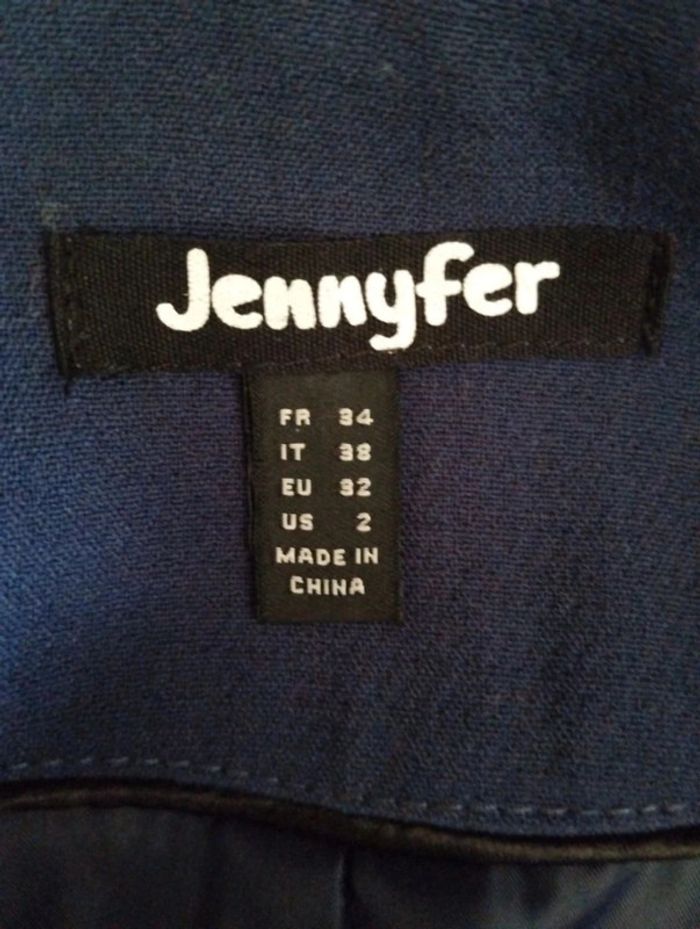 Jennyfer
FR 34
IT 38
EU 32
US 2
MADE IN
CHINA